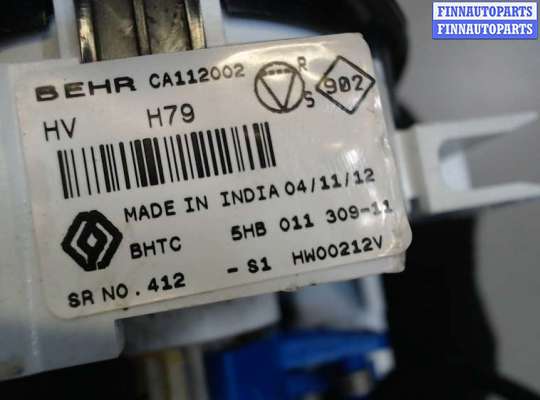 FINNAUTOPARTS
FINNAUTOPARTS
BEHR CA112002
R
S
902
HV H79
MADE IN INDIA 04/11/12
BHTC 5HB 011 309-11
SR NO. 412 - S1 HW00212V